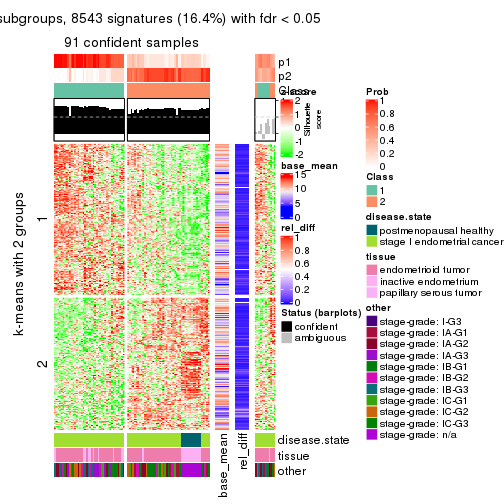 subgroups, 8543 signatures (16.4%) with fdr < 0.05
91 confident samples
p1
p2
Class
Silhouette
score
z-score
2
1
0
-1
-2
base_mean
15
10
5
0
rel_diff
1
0.8
0.6
0.4
0.2
0
Status (barplots)
confident
ambiguous
Prob
1
0.8
0.6
0.4
0.2
0
Class
1
2
disease.state
postmenopausal healthy
stage I endometrial cancer
tissue
endometrioid tumor
inactive endometrium
papillary serous tumor
other
stage-grade: I-G3
stage-grade: IA-G1
stage-grade: IA-G2
stage-grade: IA-G3
stage-grade: IB-G1
stage-grade: IB-G2
stage-grade: IB-G3
stage-grade: IC-G1
stage-grade: IC-G2
stage-grade: IC-G3
stage-grade: n/a
k-means with 2 groups
1
2
disease.state
tissue
other
base_mean
rel_diff